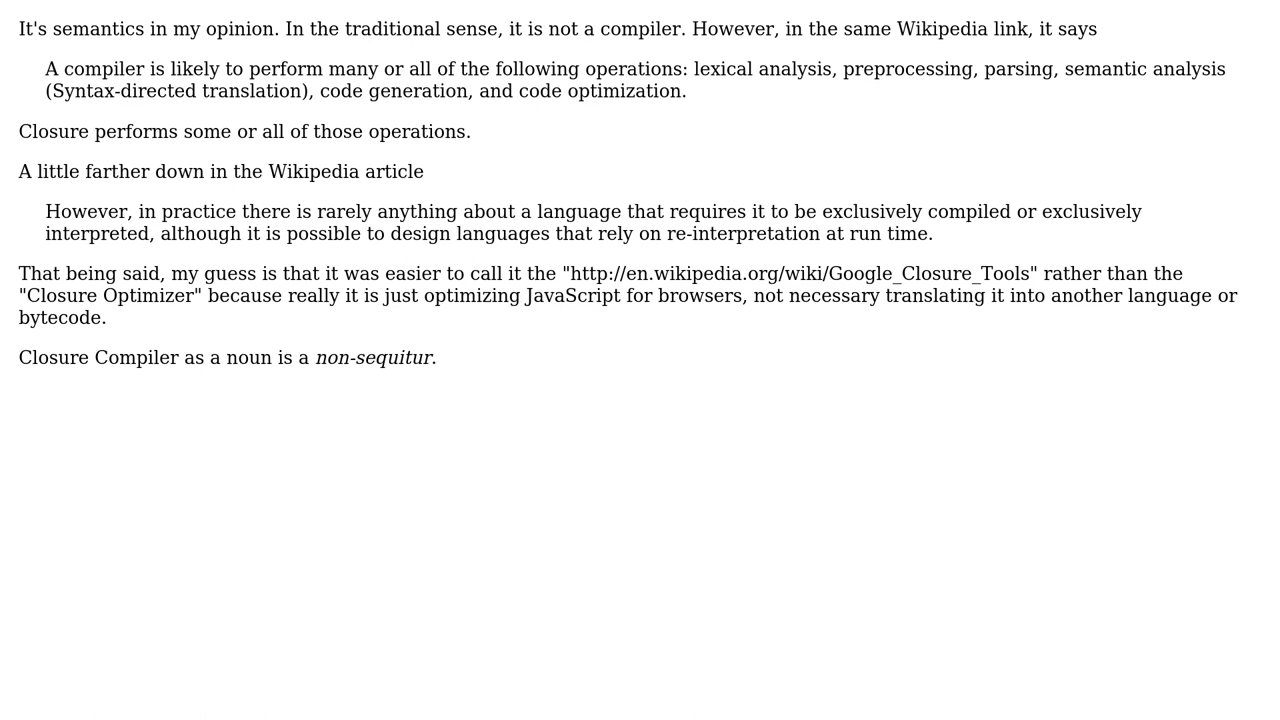 It's semantics in my opinion. In the traditional sense, it is not a compiler. However, in the same Wikipedia link, it says
A compiler is likely to perform many or all of the following operations: lexical analysis, preprocessing, parsing, semantic analysis
(Syntax-directed translation), code generation, and code optimization.
Closure performs some or all of those operations.
A little farther down in the Wikipedia article
However, in practice there is rarely anything about a language that requires it to be exclusively compiled or exclusively
interpreted, although it is possible to design languages that rely on re-interpretation at run time.
That being said, my guess is that it was easier to call it the "http://en.wikipedia.org/wiki/Google_Closure_Tools" rather than the
"Closure Optimizer" because really it is just optimizing JavaScript for browsers, not necessary translating it into another language or
bytecode.
Closure Compiler as a noun is a non-sequitur.